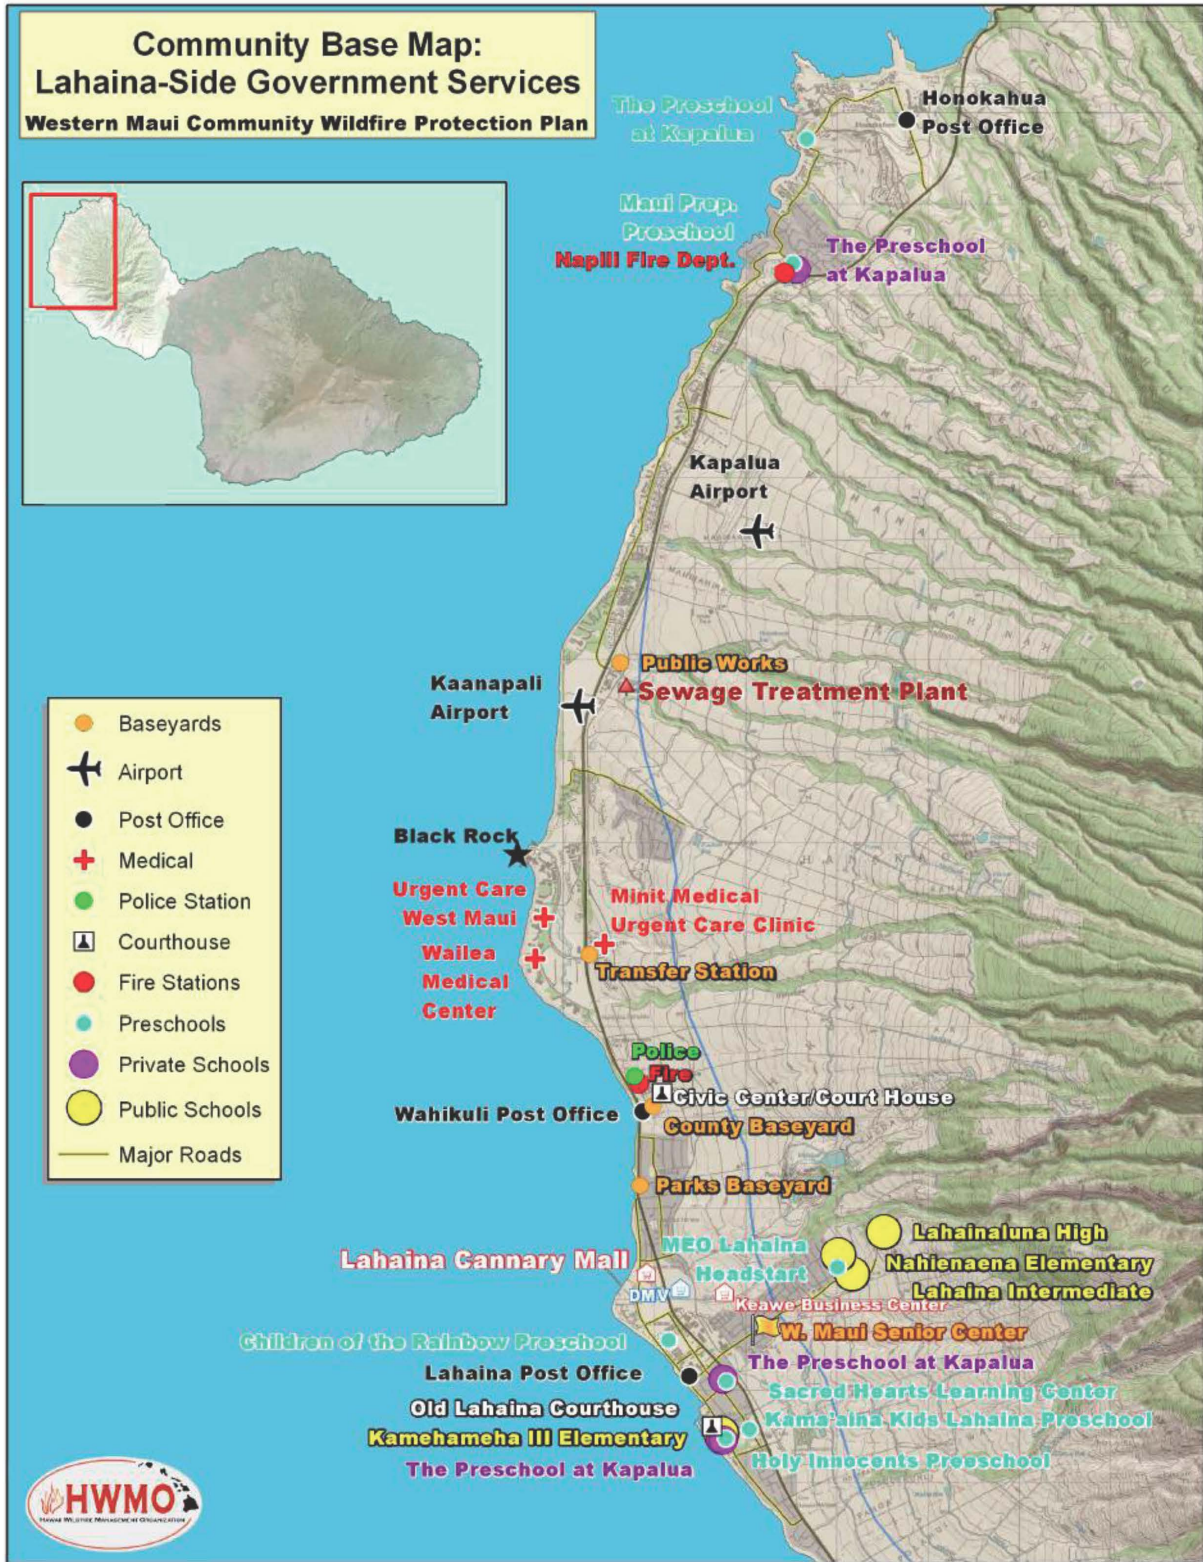 Community Base Map:
Lahaina-Side Government Services
Western Maui Community Wildfire Protection Plan
The Preschool
at Kapalua
Honokahua
Post Office
Maui Prep.
Preschool
Napili Fire Dept.
The Preschool
at Kapalua
Kapalua
Airport
Public Works
Sewage Treatment Plant
Kaanapali
Airport
Baseyards
Airport
Post Office
Medical
Police Station
Courthouse
Fire Stations
Preschools
Private Schools
Public Schools
Major Roads
Black Rock
Urgent Care
West Maui
Minit Medical
Urgent Care Clinic
Wailea
Medical
Center
Transfer Station
Police
Fire
Civic Center/Court House
Wahikuli Post Office
County Baseyard
Parks Baseyard
Lahainaluna High
MEO Lahaina
Headstart
Nahienaena Elementary
Lahaina Intermediate
Lahaina Cannary Mall
DMV
Keawe Business Center
W. Maui Senior Center
Children of the Rainbow Preschool
The Preschool at Kapalua
Lahaina Post Office
Sacred Hearts Learning Center
Old Lahaina Courthouse
Kama'aina Kids Lahaina Preschool
Kamehameha III Elementary
Holy Innocents Preeschool
The Preschool at Kapalua
HWMO
HAWAII WILDFIRE MANAGEMENT ORGANIZATION